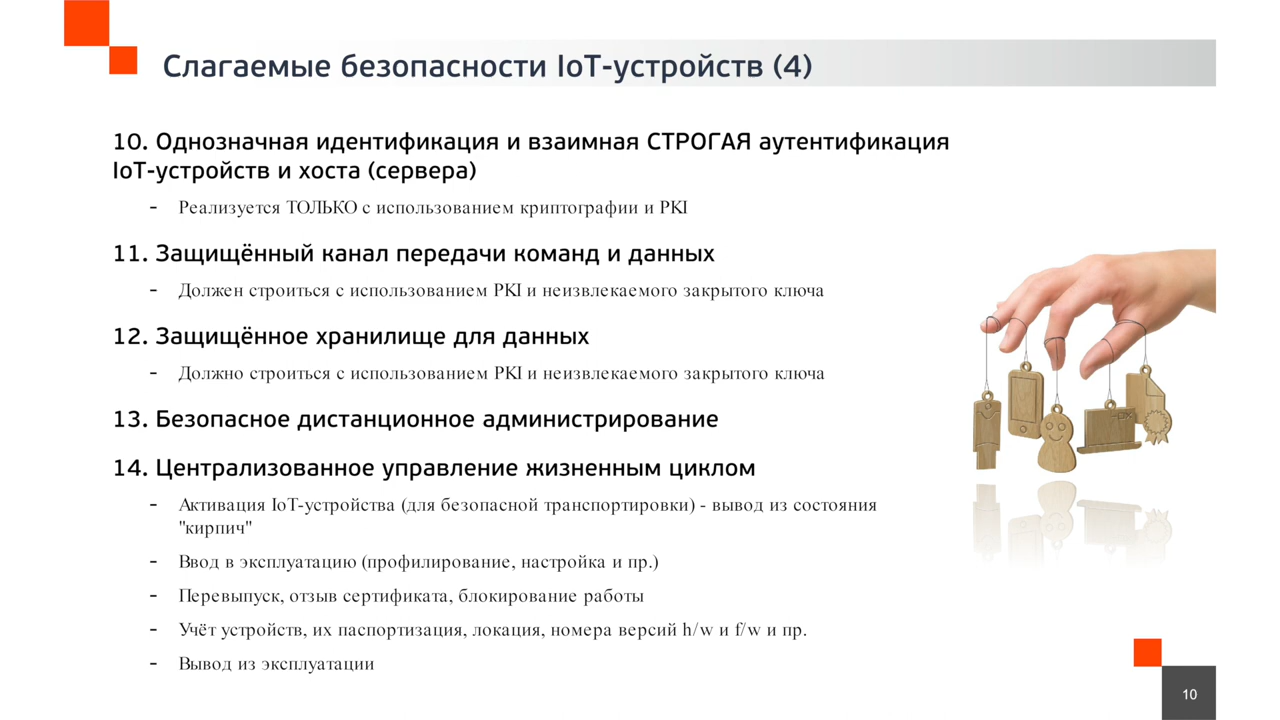 Слагаемые безопасности IoT-устройств (4)
10. Однозначная идентификация и взаимная СТРОГАЯ аутентификация
IoT-устройств и хоста (сервера)
- Реализуется ТОЛЬКО с использованием криптографии и PKI
11. Защищённый канал передачи команд и данных
- Должен строиться с использованием PKI и неизвлекаемого закрытого ключа
12. Защищённое хранилище для данных
- Должно строиться с использованием PKI и неизвлекаемого закрытого ключа
13. Безопасное дистанционное администрирование
14. Централизованное управление жизненным циклом
- Активация IoT-устройства (для безопасной транспортировки) - вывод из состояния
"кирпич"
- Ввод в эксплуатацию (профилирование, настройка и пр.)
- Перевыпуск, отзыв сертификата, блокирование работы
- Учёт устройств, их паспортизация, локация, номера версий h/w и f/w и пр.
- Вывод из эксплуатации
10